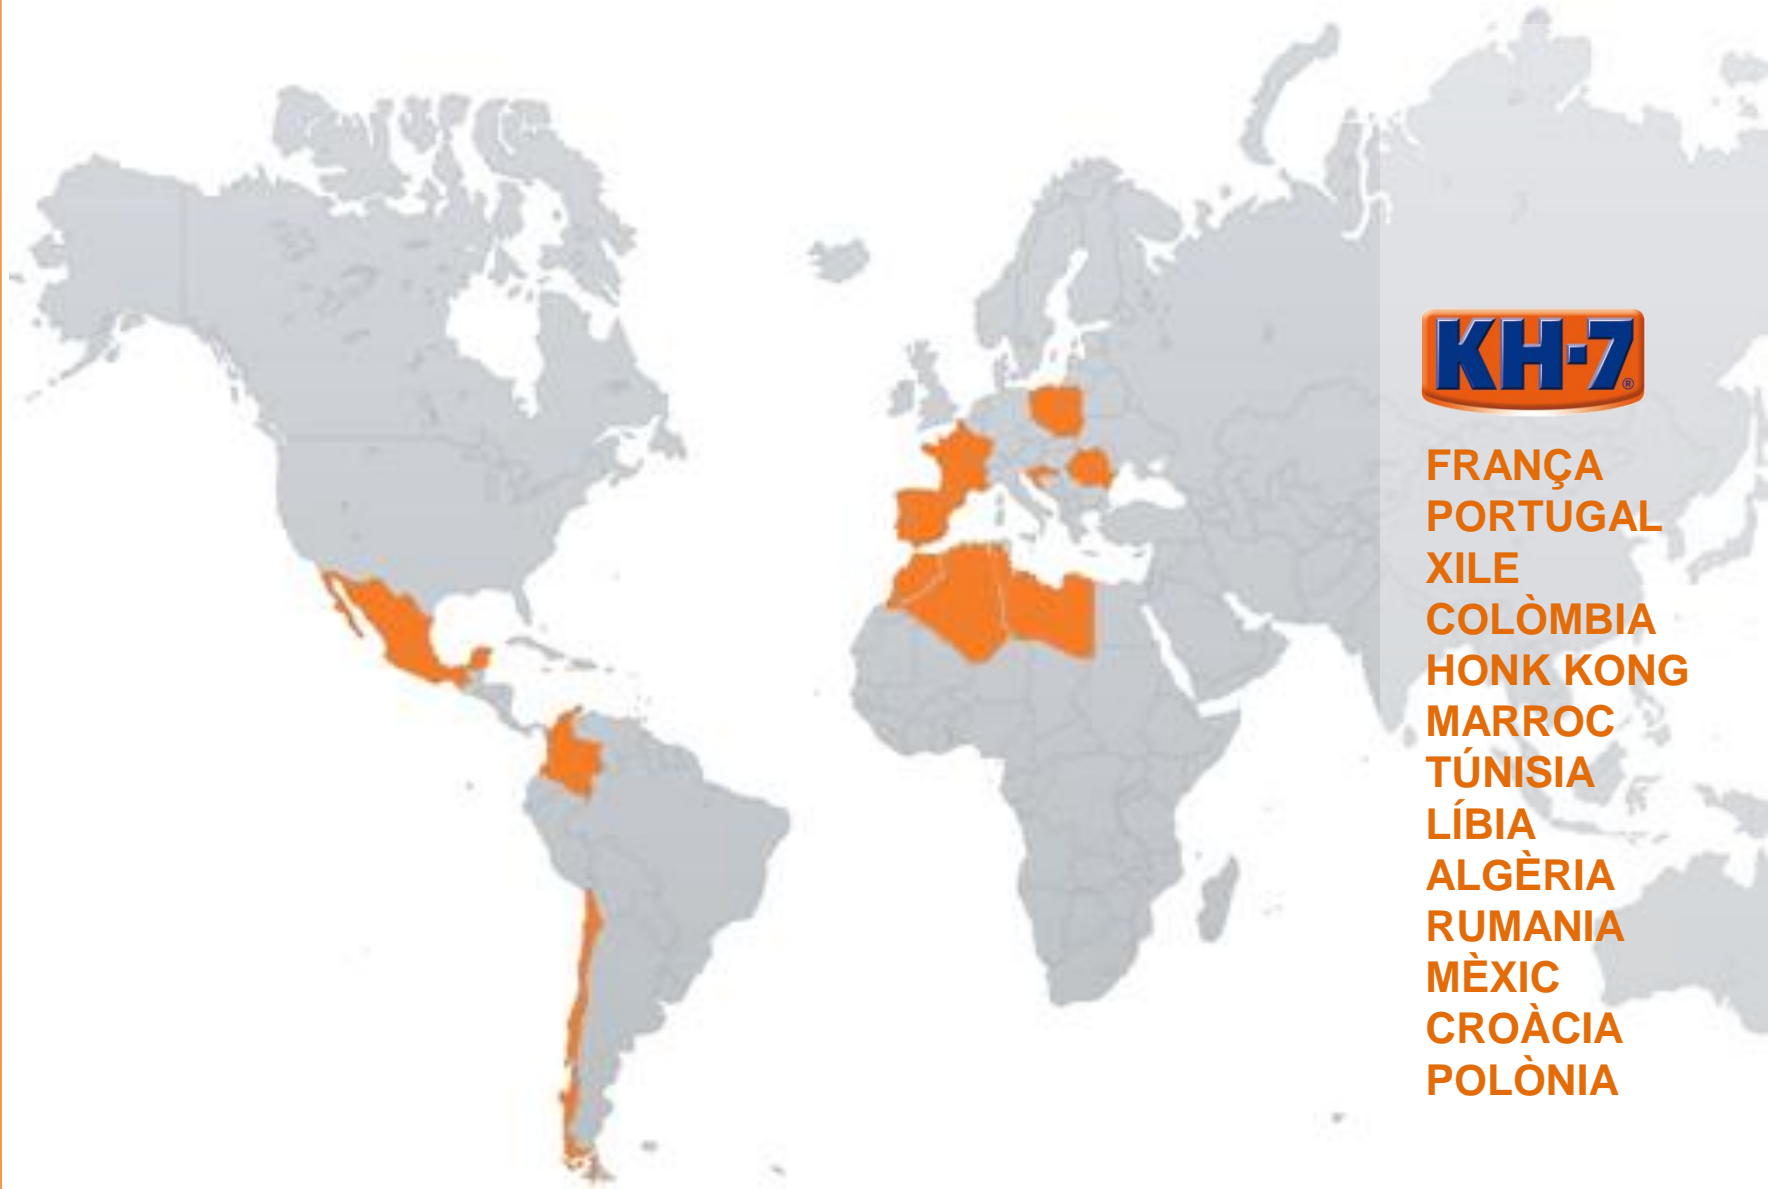 KH-7®
FRANÇA
PORTUGAL
XILE
COLÒMBIA
HONK KONG
MARROC
TÚNISIA
LÍBIA
ALGÈRIA
RUMANIA
MÈXIC
CROÀCIA
POLÒNIA